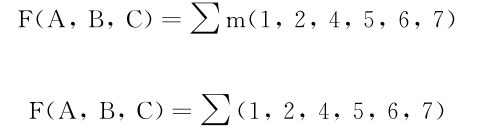 F(A, B, C) = ∑ m(1, 2, 4, 5, 6, 7)
F(A, B, C) = ∑ (1, 2, 4, 5, 6, 7)